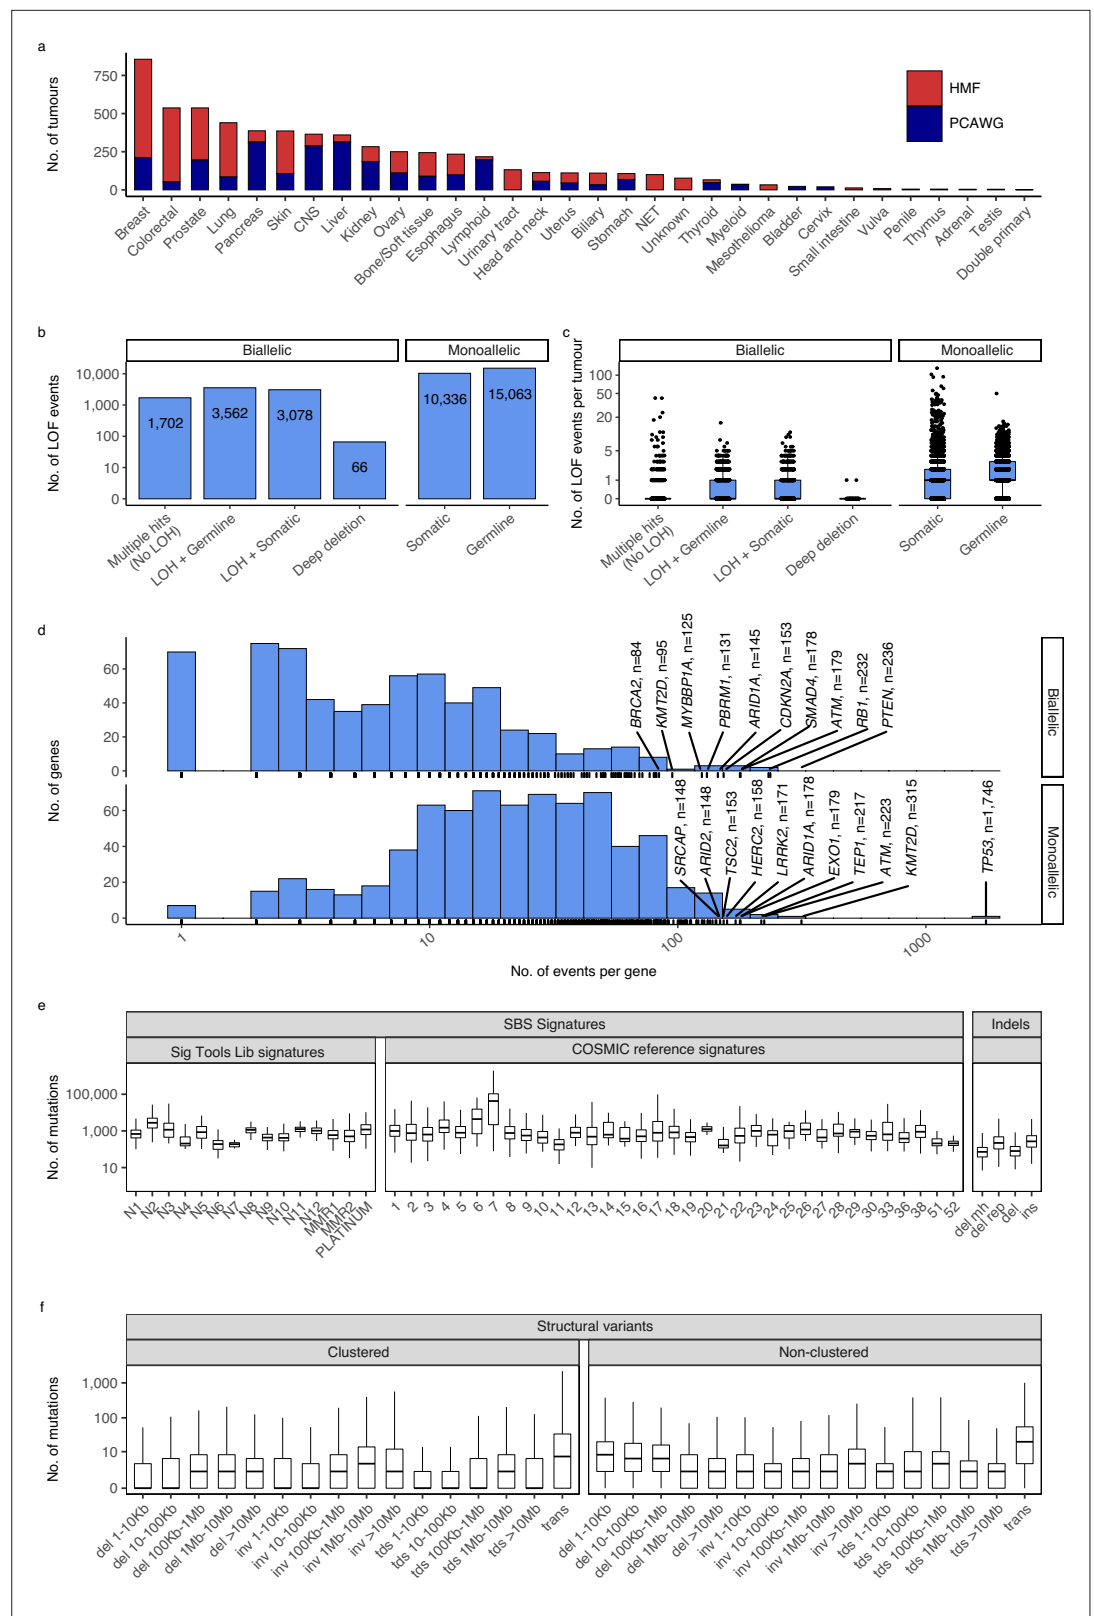 a
No. of tumours
750
500
250
0
HMF
PCAWG
Breast
Colorectal
Prostate
Lung
Pancreas
Skin
CNS
Liver
Kidney
Ovary
Bone/Soft tissue
Esophagus
Lymphoid
Urinary tract
Head and neck
Uterus
Biliary
Stomach
NET
Unknown
Thyroid
Myeloid
Mesothelioma
Bladder
Cervix
Small intestine
Vulva
Penile
Thymus
Adrenal
Testis
Double primary
b
No. of LOF events
Biallelic
Monoallelic
10,000
1,000
100
10
0
1,702
3,562
3,078
66
10,336
15,063
Multiple hits
(No LOH)
LOH + Germline
LOH + Somatic
Deep deletion
Somatic
Germline
c
No. of LOF events per tumour
Biallelic
Monoallelic
100
50
20
5
1
0
Multiple hits
(No LOH)
LOH + Germline
LOH + Somatic
Deep deletion
Somatic
Germline
d
No. of genes
60
40
20
0
BRCA2, n=84
KMT2D, n=95
MYBBP1A, n=125
PBRM1, n=131
ARID1A, n=145
CDKN2A, n=153
SMAD4, n=178
ATM, n=179
RB1, n=232
PTEN, n=236
Biallelic
60
40
20
0
SRCAP, n=148
ARID2, n=148
TSC2, n=153
HERC2, n=158
LRRK2, n=171
ARID1A, n=178
EXO1, n=179
TEP1, n=217
ATM, n=223
KMT2D, n=315
TP53, n=1,746
Monoallelic
1
10
100
1000
No. of events per gene
e
No. of mutations
SBS Signatures
Indels
Sig Tools Lib signatures
COSMIC reference signatures
100,000
1,000
10
N1
N2
N3
N4
N5
N6
N7
N8
N9
N10
N11
N12
MMR1
MMR2
PLATINUM
1
2
3
4
5
6
7
8
9
10
11
12
13
14
15
16
17
18
19
20
21
22
23
24
25
26
27
28
29
30
33
36
38
51
52
del mh
del rep
del
ins
f
No. of mutations
Structural variants
Clustered
Non-clustered
1,000
100
10
0
del 1-10Kb
del 10-100Kb
del 100Kb-1Mb
del 1Mb-10Mb
del >10Mb
inv 1-10Kb
inv 10-100Kb
inv 100Kb-1Mb
inv 1Mb-10Mb
inv >10Mb
tds 1-10Kb
tds 10-100Kb
tds 100Kb-1Mb
tds 1Mb-10Mb
tds >10Mb
trans
del 1-10Kb
del 10-100Kb
del 100Kb-1Mb
del 1Mb-10Mb
del >10Mb
inv 1-10Kb
inv 10-100Kb
inv 100Kb-1Mb
inv 1Mb-10Mb
inv >10Mb
tds 1-10Kb
tds 10-100Kb
tds 100Kb-1Mb
tds 1Mb-10Mb
tds >10Mb
trans